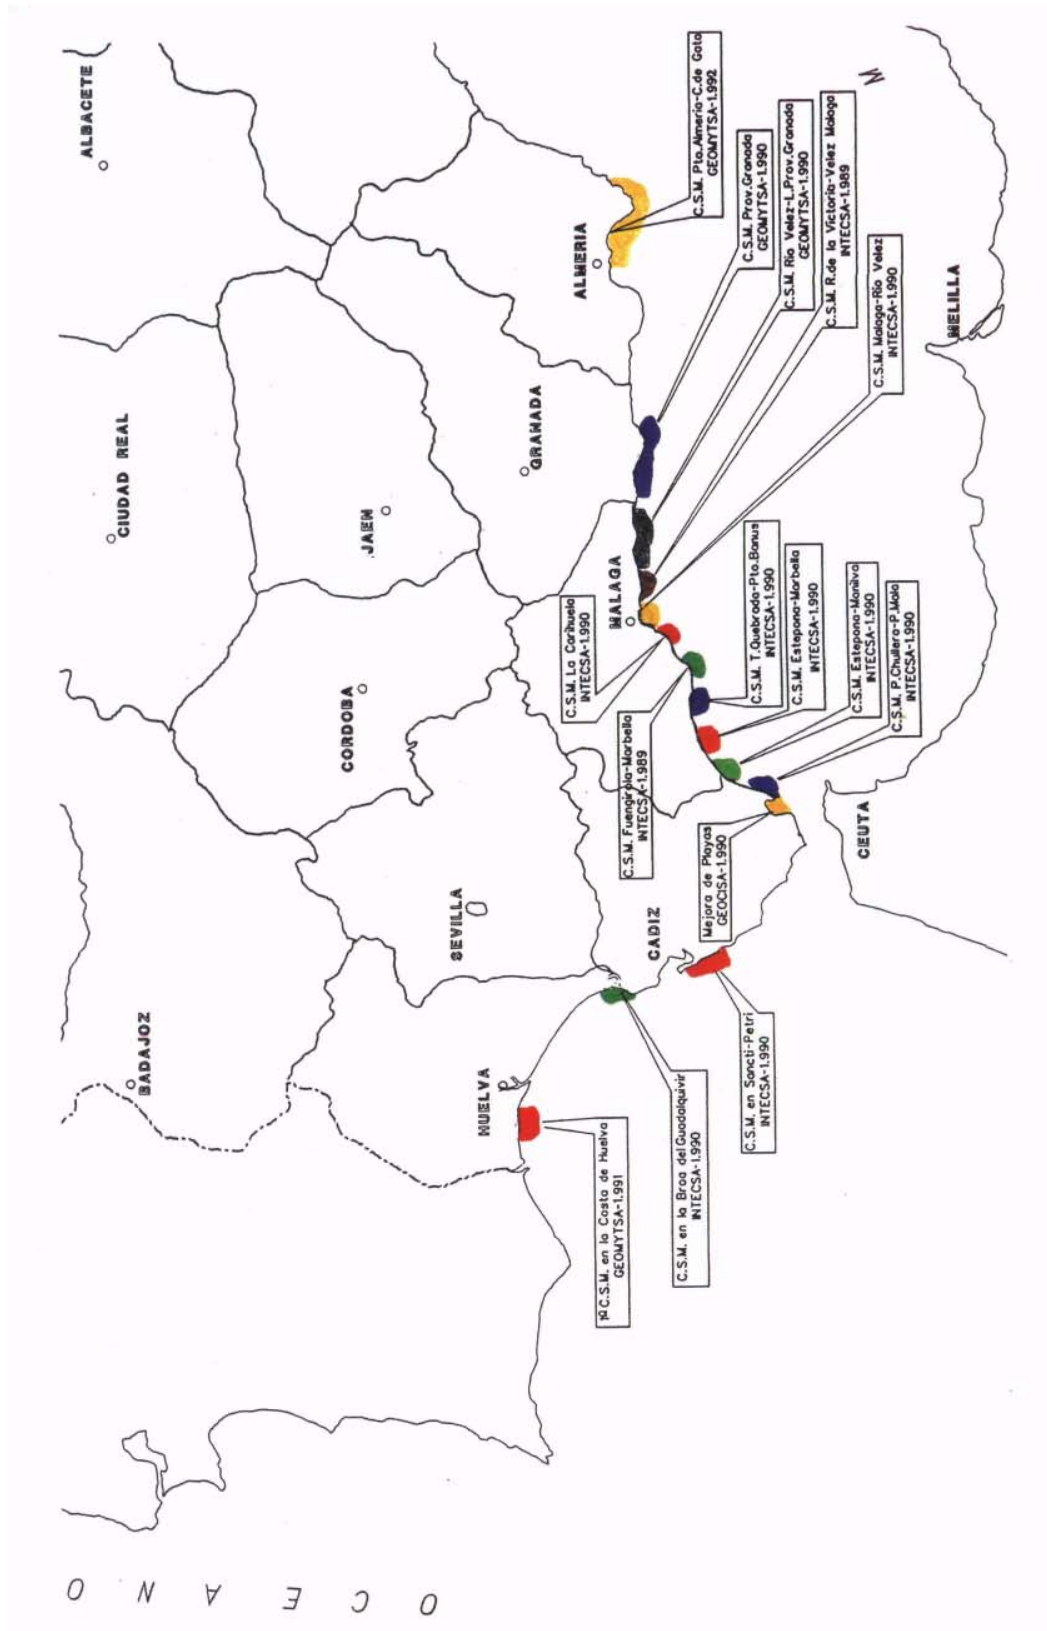 ALBACETE
CIUDAD REAL
BADAJOZ
JAEN
CORDOBA
SEVILLA
HUELVA
GRANADA
ALMERIA
MALAGA
CADIZ
CEUTA
MELILLA
M
OCEANO
C.S.M. Pta.Almeria-C.de Gata
GEOMYTSA-1.992
C.S.M. Prov.Granada
GEOMYTSA-1.990
C.S.M. Rio Velez-L.Prov.Granada
GEOMYTSA-1.990
C.S.M. R.de la Victoria-Velez Malaga
INTECSA-1.989
C.S.M. Malaga-Rio Velez
INTECSA-1.990
C.S.M. La Carihuela
INTECSA-1.990
C.S.M. Fuengirola-Marbella
INTECSA-1.989
C.S.M. T.Quebrada-Pto.Banus
INTECSA-1.990
C.S.M. Estepona-Marbella
INTECSA-1.990
C.S.M. Estepona-Manilva
INTECSA-1.990
C.S.M. P.Chullera-P.Mala
INTECSA-1.990
Mejora de Playas
GEOCISA-1.990
C.S.M. en Sancti-Petri
INTECSA-1.990
C.S.M. en la Broa del Guadalquivir
INTECSA-1.990
1ª C.S.M. en la Costa de Huelva
GEOMYTSA-1.991